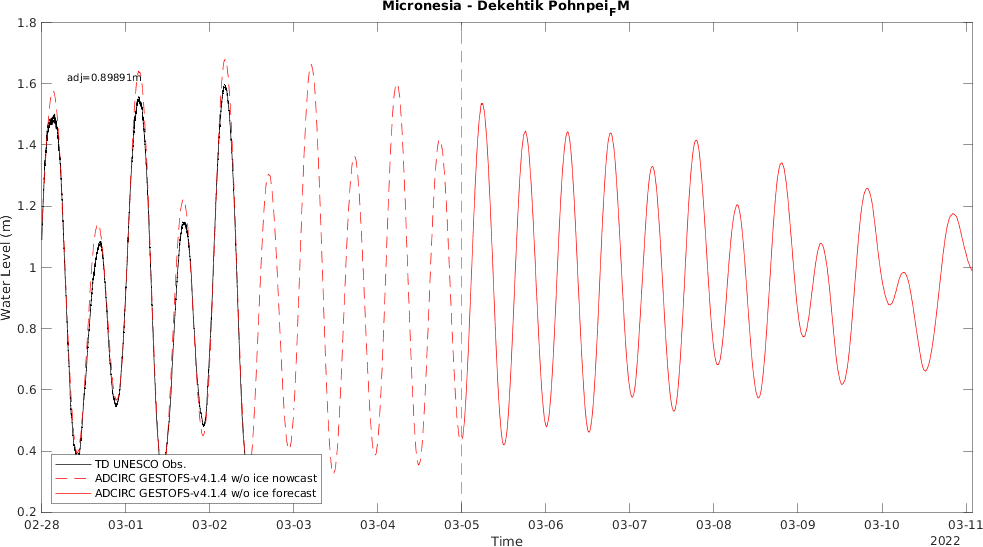 Micronesia - Dekehtik Pohnpei_FM
adj=0.89891m
Water Level (m)
1.8
1.6
1.4
1.2
1
0.8
0.6
0.4
0.2
TD UNESCO Obs.
ADCIRC GESTOFS-v4.1.4 w/o ice nowcast
ADCIRC GESTOFS-v4.1.4 w/o ice forecast
02-28 03-01 03-02 03-03 03-04 03-05 03-06 03-07 03-08 03-09 03-10 03-11
Time
2022